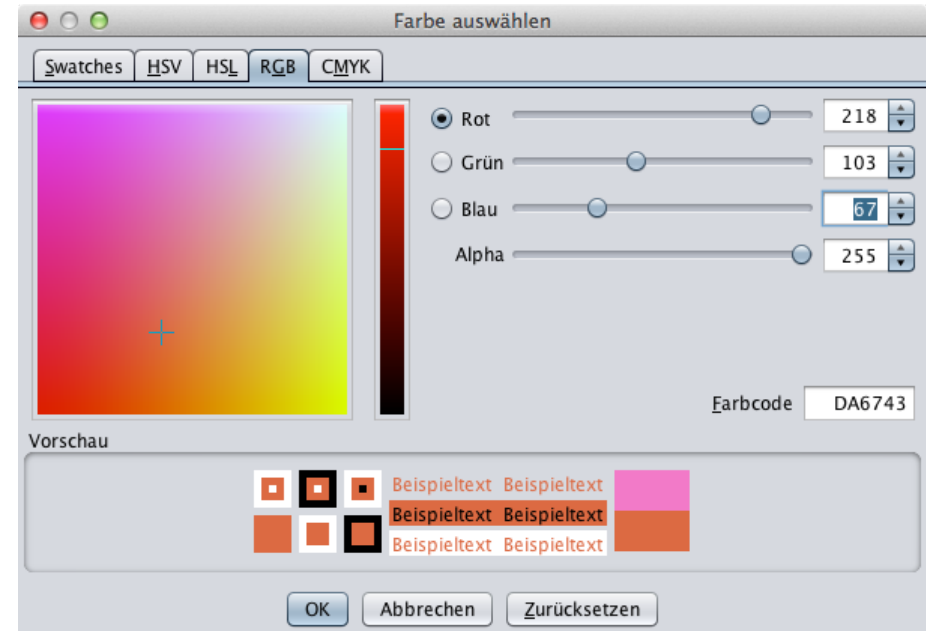 Farbe auswählen
Swatches HSV HSL RGB CMYK
Rot 218
Grün 103
Blau 67
Alpha 255
Farbcode DA6743
Vorschau
Beispieltext Beispieltext
Beispieltext Beispieltext
Beispieltext Beispieltext
OK Abbrechen Zurücksetzen